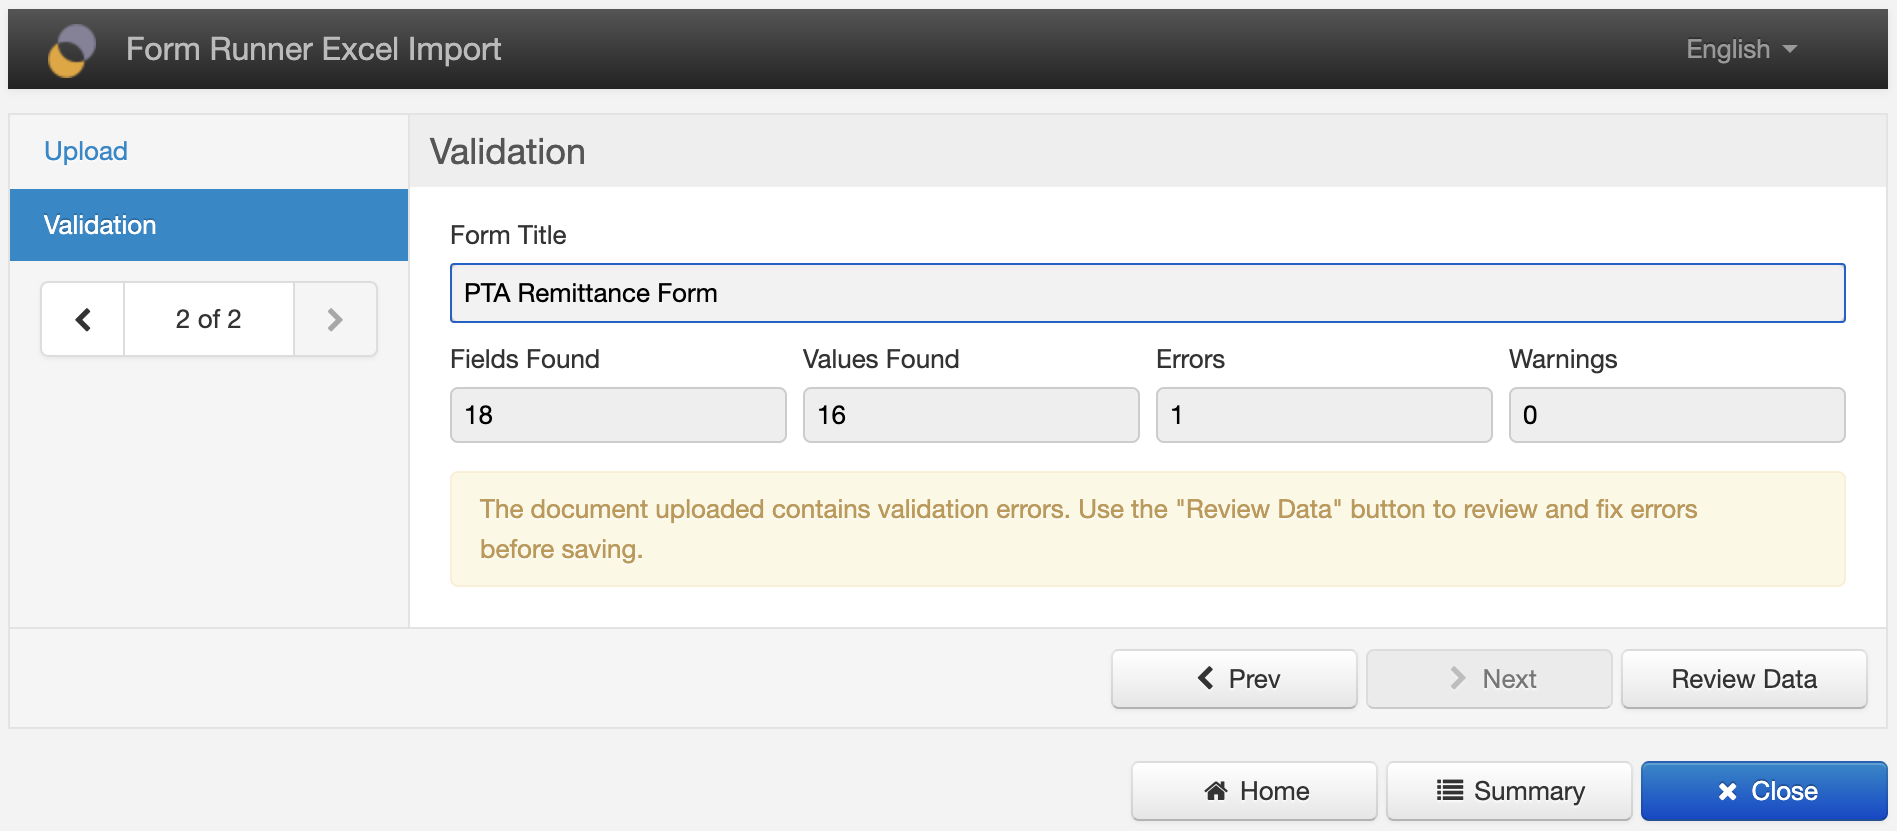 Form Runner Excel Import
English
Upload
Validation
2 of 2
Validation
Form Title
PTA Remittance Form
Fields Found
Values Found
Errors
Warnings
18
16
1
0
The document uploaded contains validation errors. Use the "Review Data" button to review and fix errors
before saving.
Prev
Next
Review Data
Home
Summary
Close